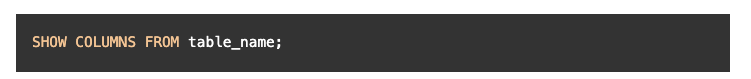 SHOW COLUMNS FROM table_name;